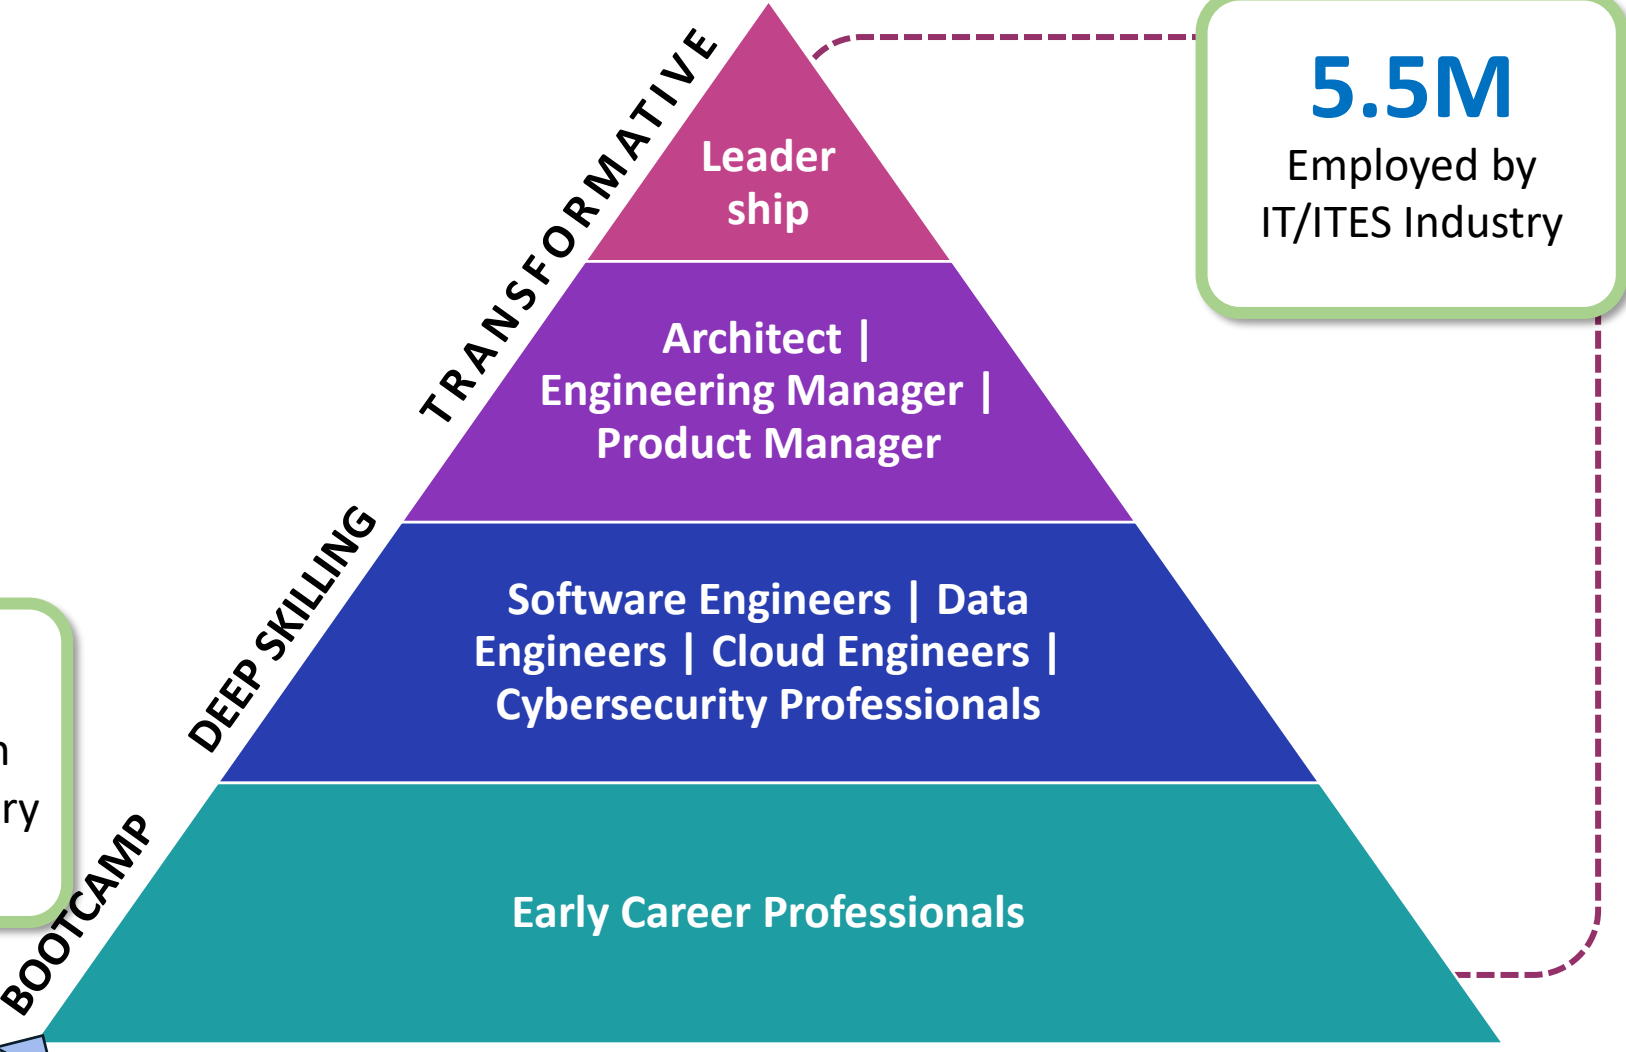 TRANSFORMATIVE
Leader
ship
5.5M
Employed by
IT/ITES Industry
Architect |
Engineering Manager |
Product Manager
DEEP SKILLING
Software Engineers | Data
Engineers | Cloud Engineers |
Cybersecurity Professionals
BOOTCAMP
Early Career Professionals